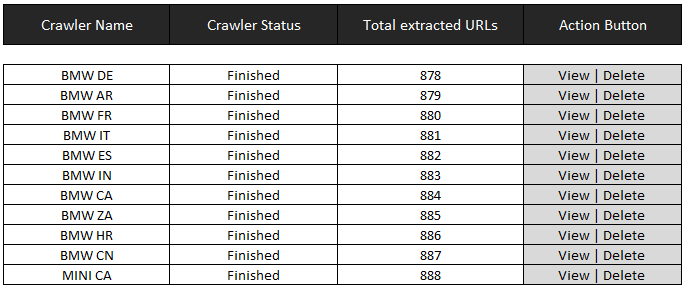 Crawler Name Crawler Status Total extracted URLs Action Button
BMW DE Finished 878 View | Delete
BMW AR Finished 879 View | Delete
BMW FR Finished 880 View | Delete
BMW IT Finished 881 View | Delete
BMW ES Finished 882 View | Delete
BMW IN Finished 883 View | Delete
BMW CA Finished 884 View | Delete
BMW ZA Finished 885 View | Delete
BMW HR Finished 886 View | Delete
BMW CN Finished 887 View | Delete
MINI CA Finished 888 View | Delete